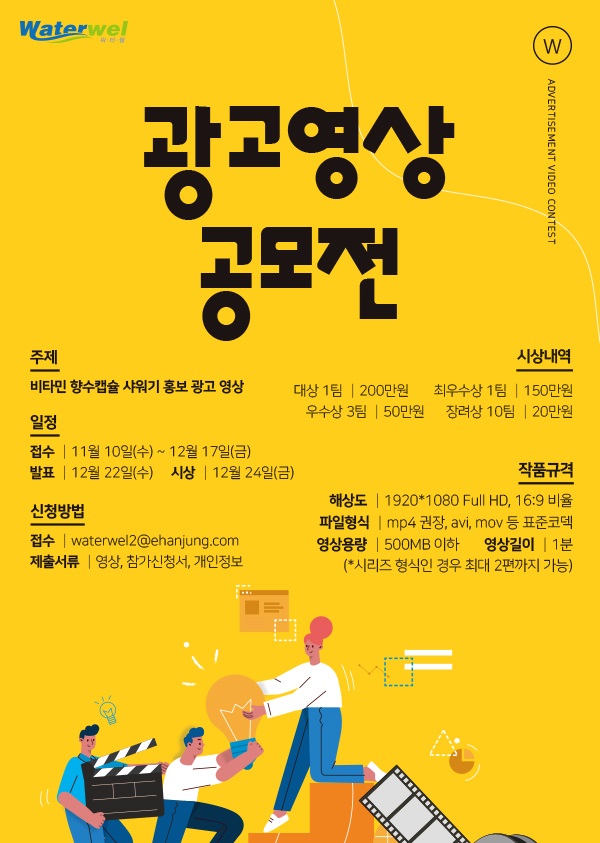 Waterwel
워터웰
W
ADVERTISEMENT VIDEO CONTEST
광고영상
공모전
주제
비타민 향수캡슐 샤워기 홍보 광고 영상
일정
접수 | 11월 10일(수) ~ 12월 17일(금)
발표 | 12월 22일(수) 시상 | 12월 24일(금)
신청방법
접수 | waterwel2@ehanjung.com
제출서류 | 영상, 참가신청서, 개인정보
시상내역
대상 1팀 | 200만원 최우수상 1팀 | 150만원
우수상 3팀 | 50만원 장려상 10팀 | 20만원
작품규격
해상도 | 1920*1080 Full HD, 16:9 비율
파일형식 | mp4 권장, avi, mov 등 표준코덱
영상용량 | 500MB 이하 영상길이 | 1분
(*시리즈 형식인 경우 최대 2편까지 가능)